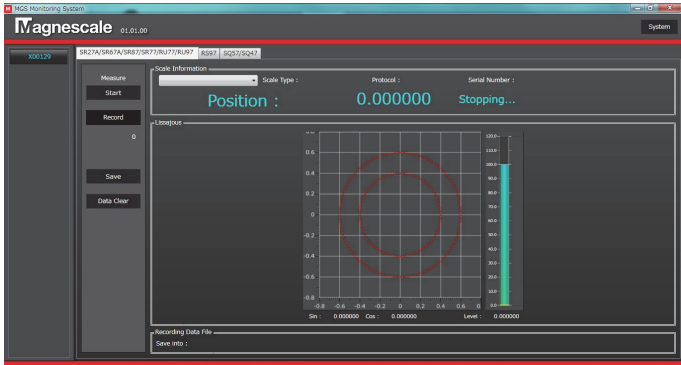 M MGS Monitoring System
Magnescale 01.01.00
System
X00129
SR27A/SR67A/SR87/SR77/RU77/RU97 RS97 SQ57/SQ47
Measure
Start
Record
0
Save
Data Clear
Scale Information
Scale Type : Protocol : Serial Number :
Position : 0.000000 Stopping...
Lissajous
0.6
0.4
0.2
0
-0.2
-0.4
-0.6
-0.8
-0.8 -0.6 -0.4 -0.2 0 0.2 0.4 0.6
120.0
110.0
100.0
90.0
80.0
70.0
60.0
50.0
40.0
30.0
20.0
10.0
0.0
Sin : 0.000000 Cos : 0.000000 Level : 0.000000
Recording Data File
Save into :